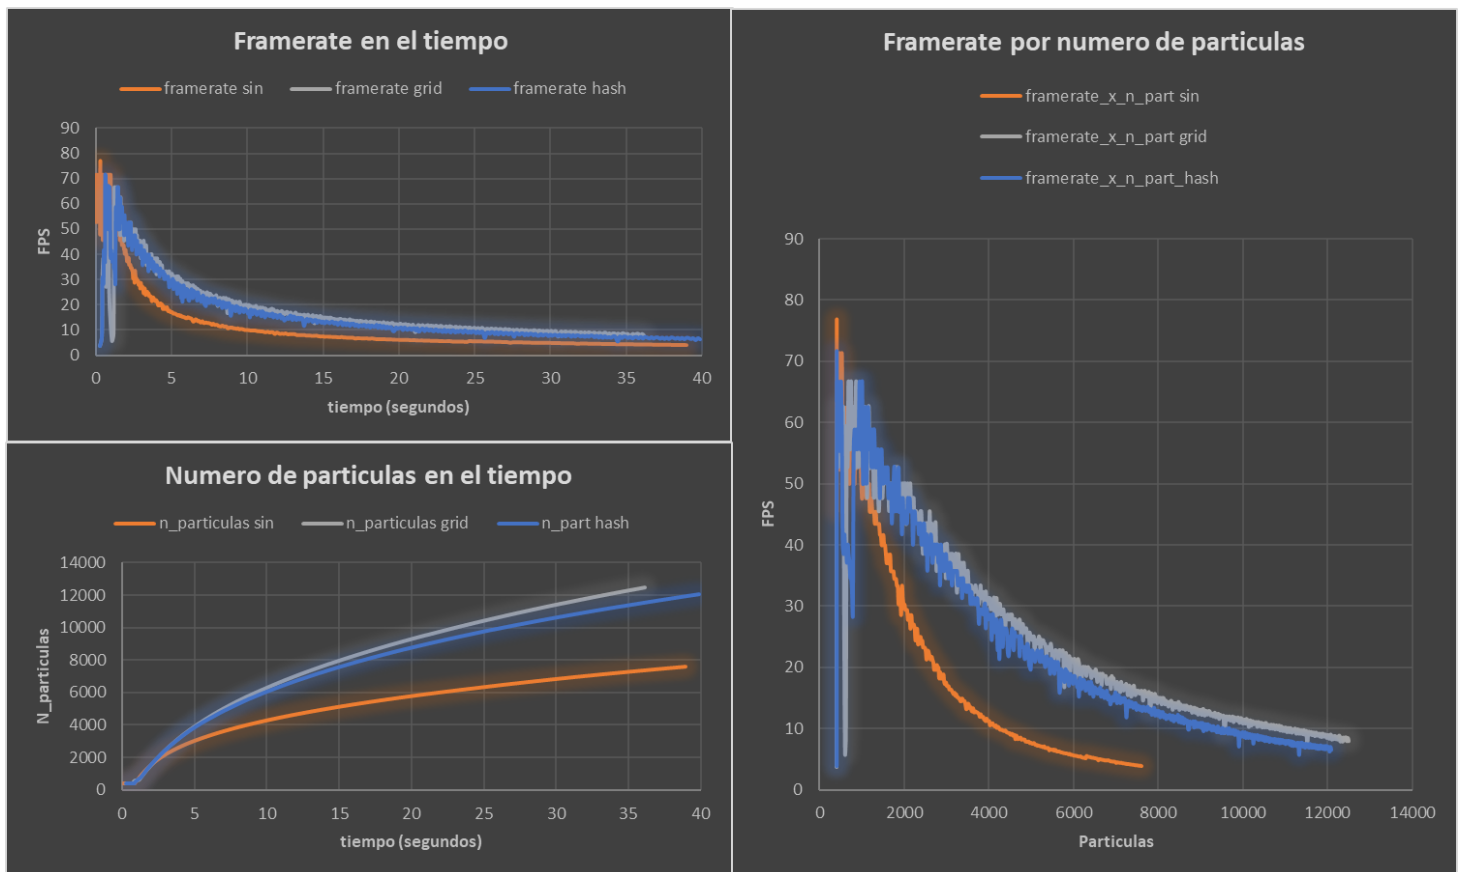 Framerate en el tiempo
framerate sin framerate grid framerate hash
90
80
70
60
50
40
30
20
10
0
FPS
0 5 10 15 20 25 30 35 40
tiempo (segundos)
Numero de particulas en el tiempo
n_particulas sin n_particulas grid n_part hash
14000
12000
10000
8000
6000
4000
2000
0
N_particulas
0 5 10 15 20 25 30 35 40
tiempo (segundos)
Framerate por numero de particulas
framerate_x_n_part sin
framerate_x_n_part grid
framerate_x_n_part_hash
90
80
70
60
50
40
30
20
10
0
FPS
0 2000 4000 6000 8000 10000 12000 14000
Particulas